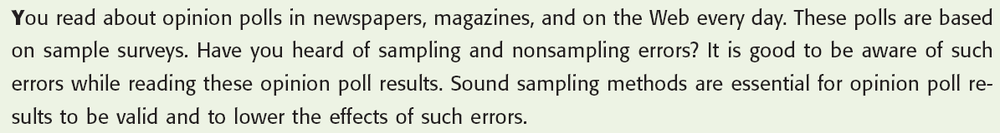 You read about opinion polls in newspapers, magazines, and on the Web every day. These polls are based
on sample surveys. Have you heard of sampling and nonsampling errors? It is good to be aware of such
errors while reading these opinion poll results. Sound sampling methods are essential for opinion poll re-
sults to be valid and to lower the effects of such errors.